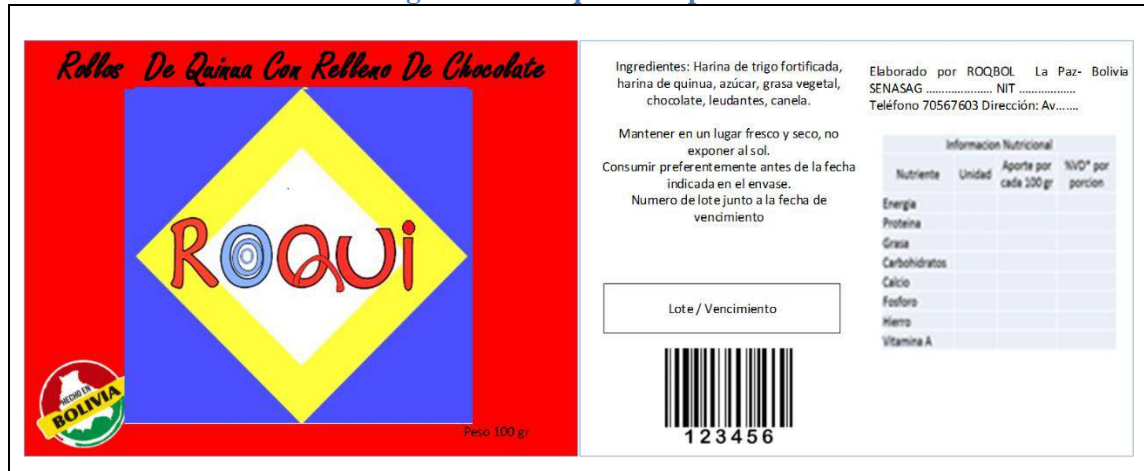 Rollos De Quinua Con Relleno De Chocolate
ROQUI
HECHO EN
BOLIVIA
Peso 100 gr
Ingredientes: Harina de trigo fortificada,
harina de quinua, azúcar, grasa vegetal,
chocolate, leudantes, canela.
Mantener en un lugar fresco y seco, no
exponer al sol.
Consumir preferentemente antes de la fecha
indicada en el envase.
Numero de lote junto a la fecha de
vencimiento
Lote / Vencimiento
123456
Elaborado por ROQBOL La Paz- Bolivia
SENASAG ..................... NIT ..................
Teléfono 70567603 Dirección: Av.......
Informacion Nutricional
Nutriente Unidad Aporte por cada 100 gr %VD* por porcion
Energia
Proteina
Grasa
Carbohidratos
Calcio
Fosforo
Hierro
Vitamina A